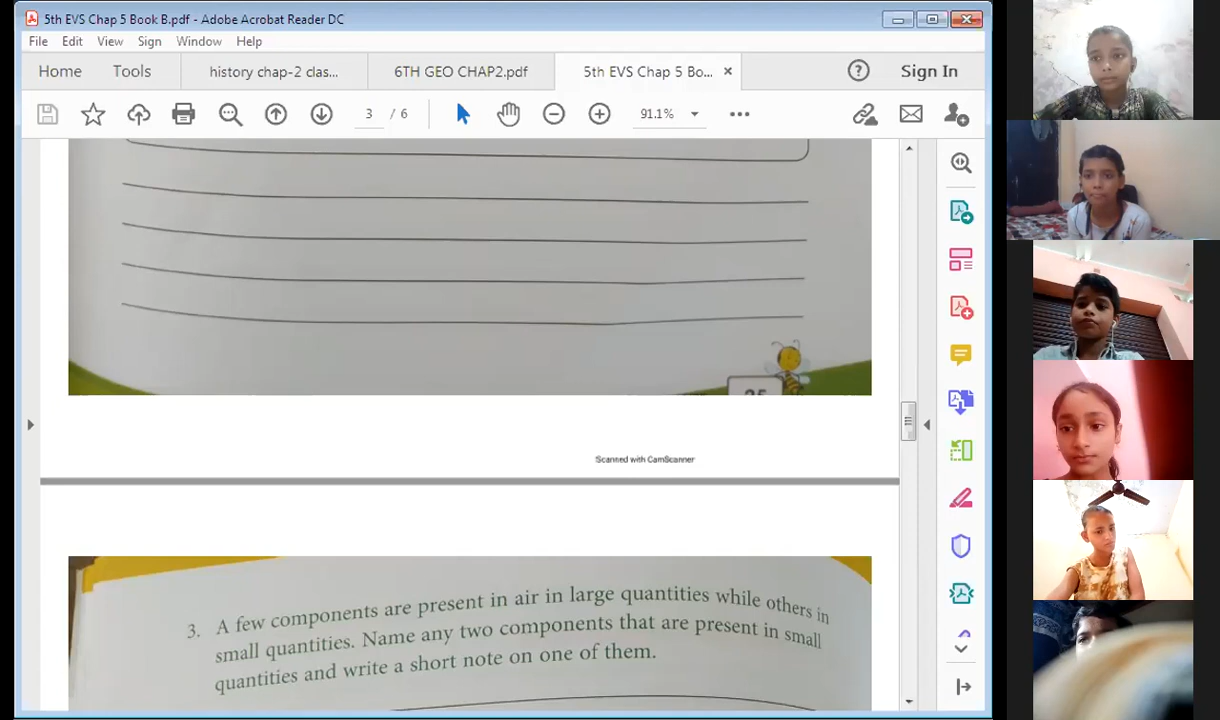 5th EVS Chap 5 Book B.pdf - Adobe Acrobat Reader DC
File Edit View Sign Window Help
Home Tools history chap-2 clas... 6TH GEO CHAP2.pdf 5th EVS Chap 5 Bo... Sign In
3 / 6 91.1%
Scanned with CamScanner
3. A few components are present in air in large quantities while others in
small quantities. Name any two components that are present in small
quantities and write a short note on one of them.